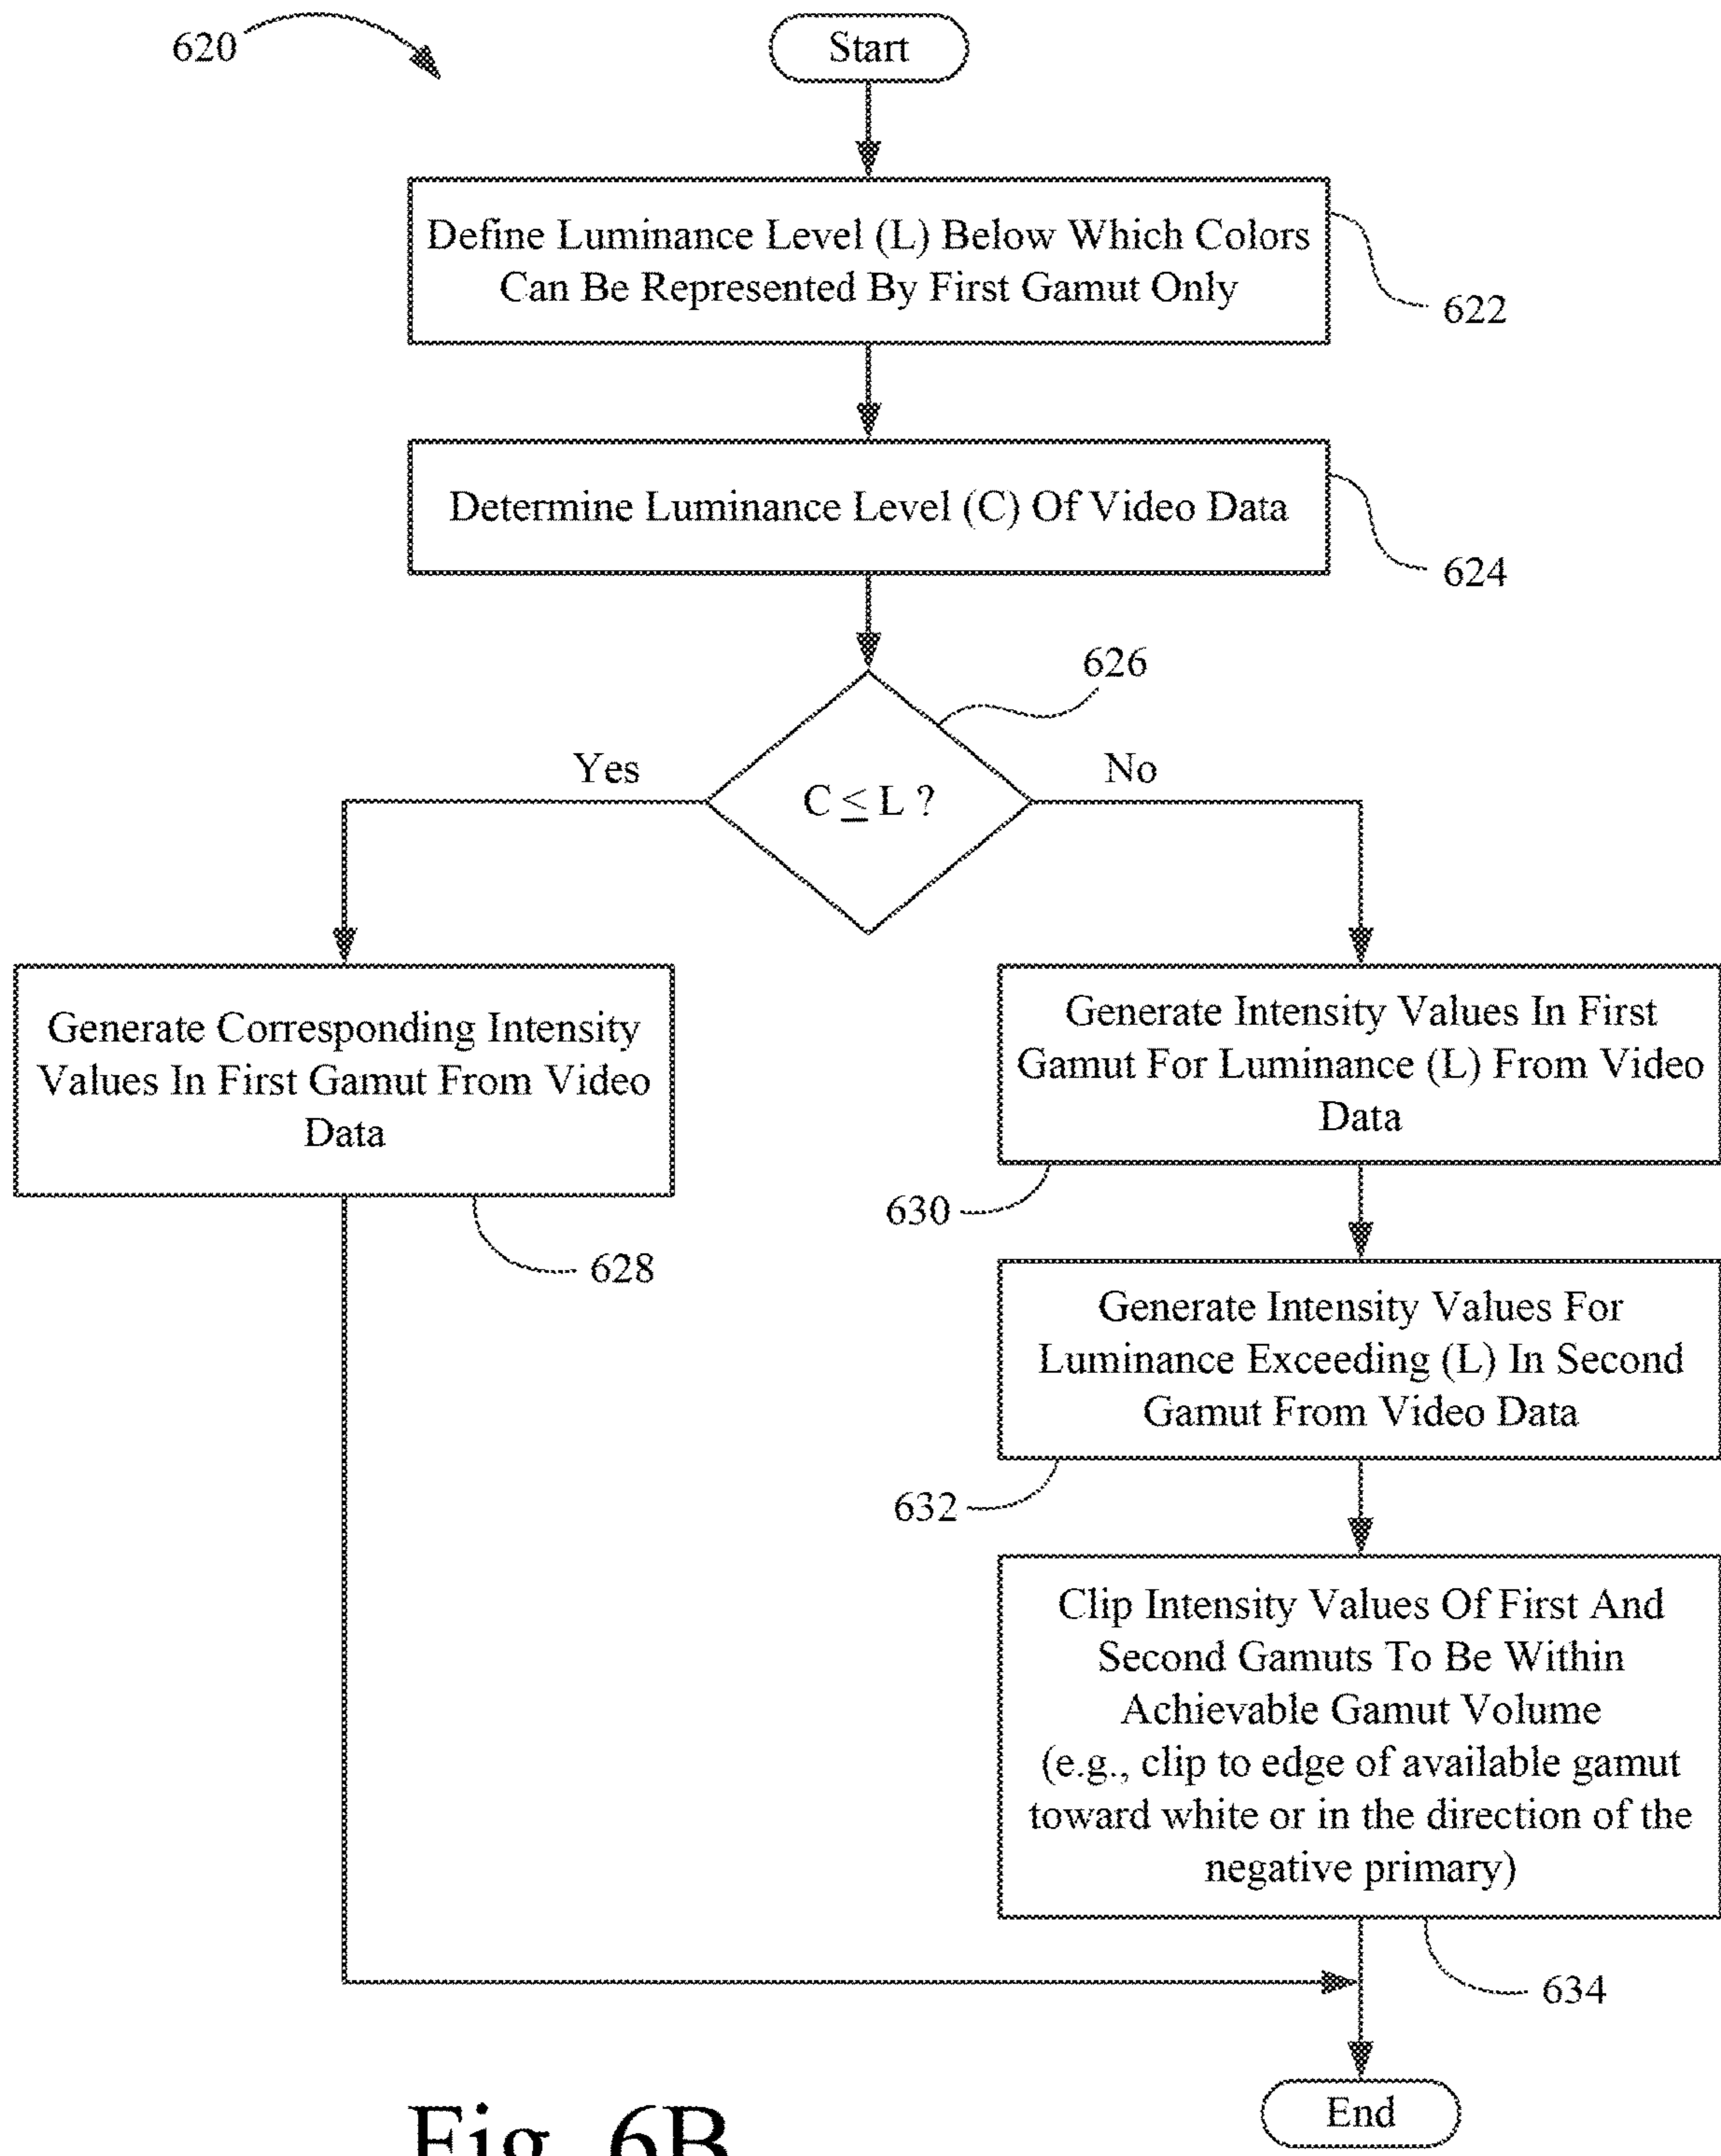 620
Start
Define Luminance Level (L) Below Which Colors
Can Be Represented By First Gamut Only
622
Determine Luminance Level (C) Of Video Data
624
626
Yes
No
C ≤ L ?
Generate Corresponding Intensity
Values In First Gamut From Video
Data
628
Generate Intensity Values In First
Gamut For Luminance (L) From Video
Data
630
Generate Intensity Values For
Luminance Exceeding (L) In Second
Gamut From Video Data
632
Clip Intensity Values Of First And
Second Gamuts To Be Within
Achievable Gamut Volume
(e.g., clip to edge of available gamut
toward white or in the direction of the
negative primary)
634
End
Fig. 6B